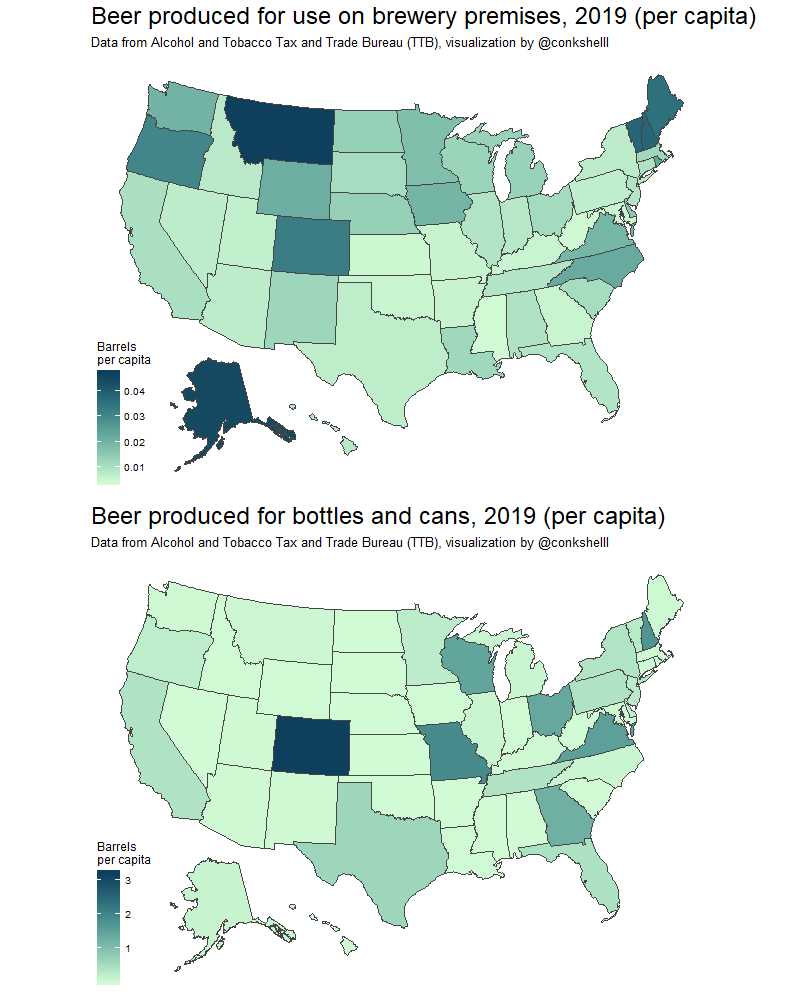 Beer produced for use on brewery premises, 2019 (per capita)
Data from Alcohol and Tobacco Tax and Trade Bureau (TTB), visualization by @conkshelll
Barrels
per capita
0.04
0.03
0.02
0.01
Beer produced for bottles and cans, 2019 (per capita)
Data from Alcohol and Tobacco Tax and Trade Bureau (TTB), visualization by @conkshelll
Barrels
per capita
3
2
1